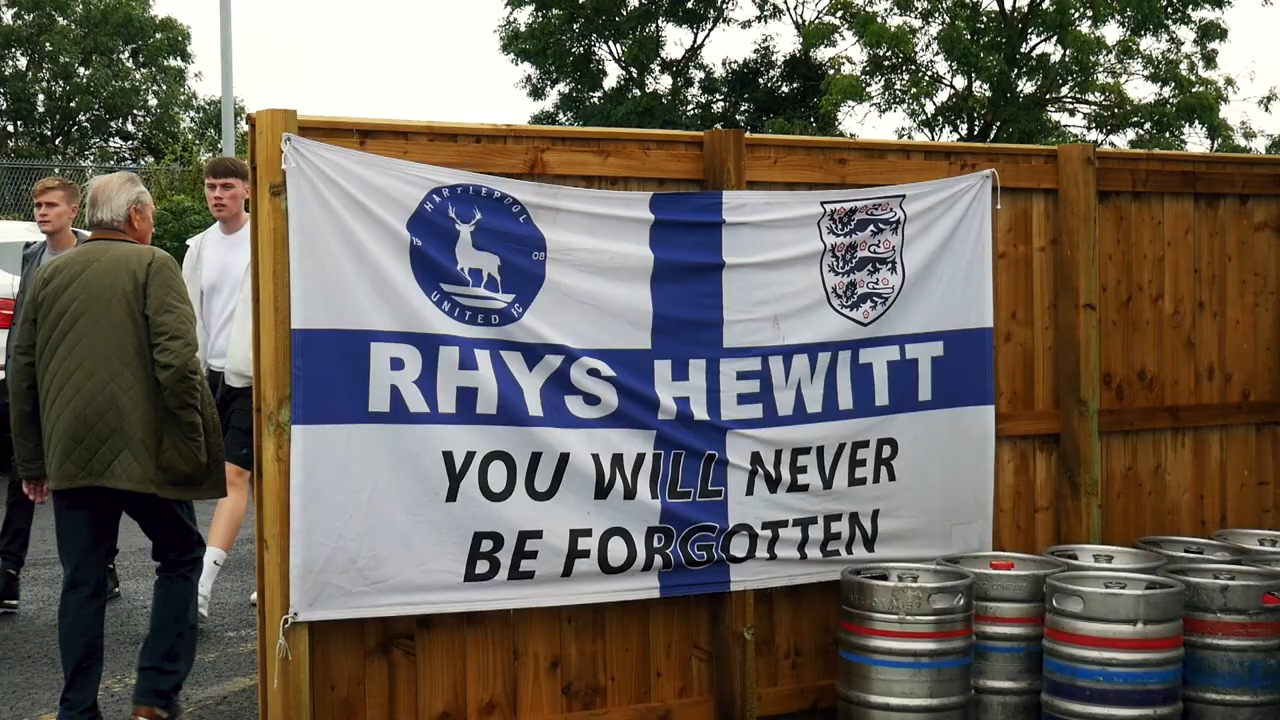 HARTLEPOOL
19 08
UNITED FC
RHYS HEWITT
YOU WILL NEVER
BE FORGOTTEN